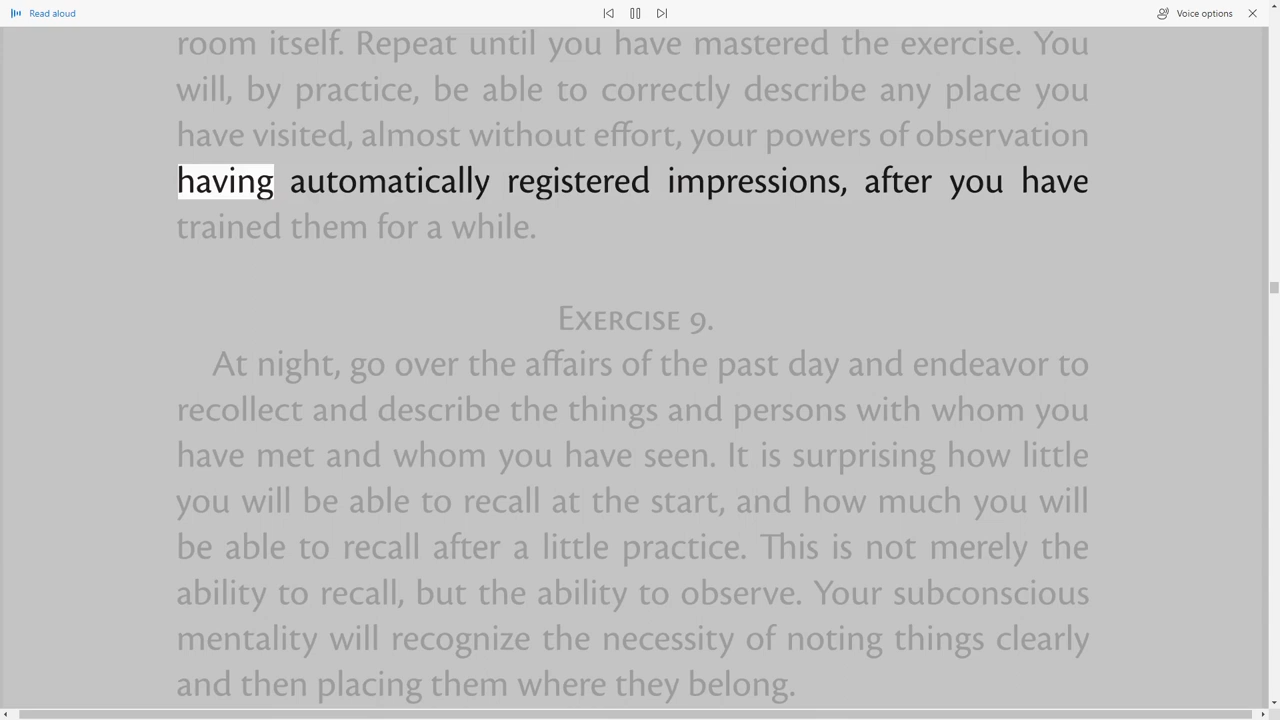 Read aloud
Voice options
room itself. Repeat until you have mastered the exercise. You
will, by practice, be able to correctly describe any place you
have visited, almost without effort, your powers of observation
having automatically registered impressions, after you have
trained them for a while.
Exercise 9.
At night, go over the affairs of the past day and endeavor to
recollect and describe the things and persons with whom you
have met and whom you have seen. It is surprising how little
you will be able to recall at the start, and how much you will
be able to recall after a little practice. This is not merely the
ability to recall, but the ability to observe. Your subconscious
mentality will recognize the necessity of noting things clearly
and then placing them where they belong.